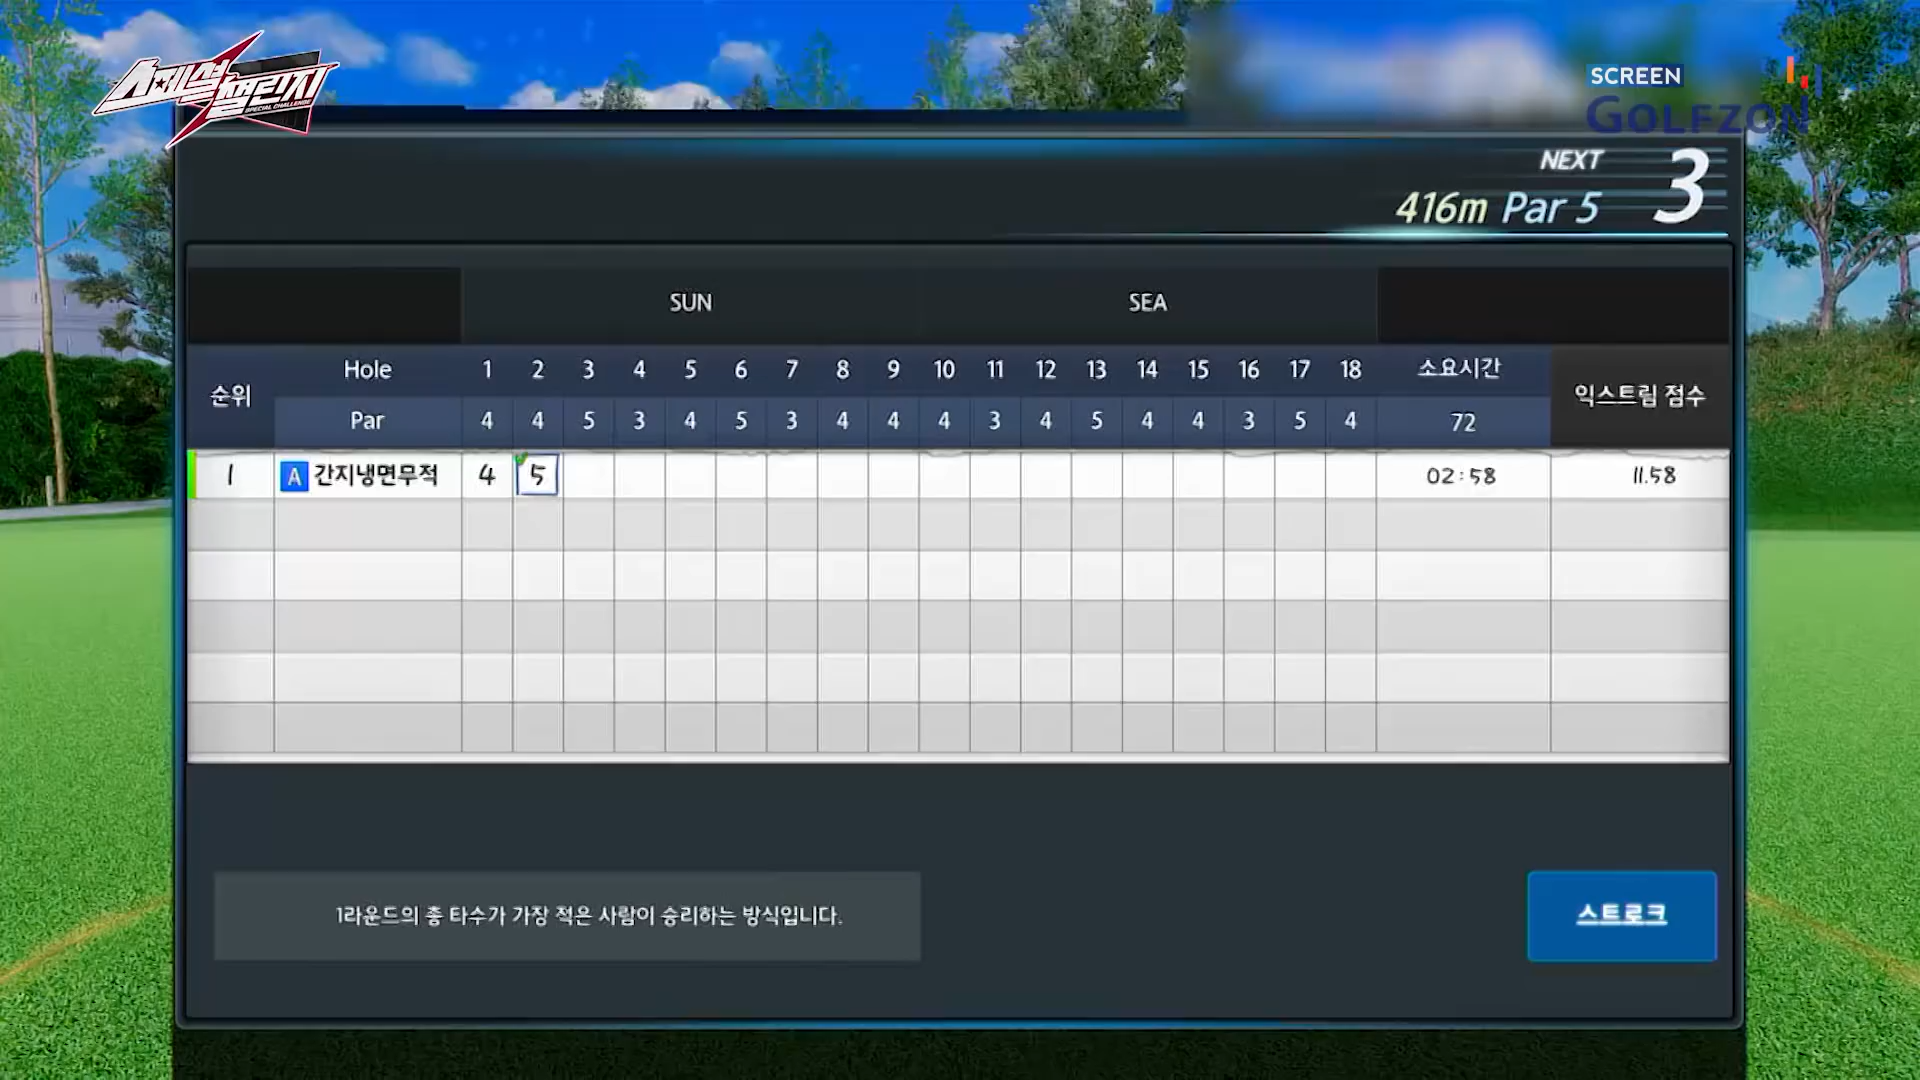 스페셜 챌린지
SPECIAL CHALLENGE
SCREEN
GOLFZON
NEXT 3
416m Par 5
SUN SEA
순위 Hole 1 2 3 4 5 6 7 8 9 10 11 12 13 14 15 16 17 18 소요시간 익스트림 점수
Par 4 4 5 3 4 5 3 4 4 4 3 4 5 4 4 3 5 4 72
1 A 간지냉면무적 4 5 02:58 11.58
1라운드의 총 타수가 가장 적은 사람이 승리하는 방식입니다.
스트로크